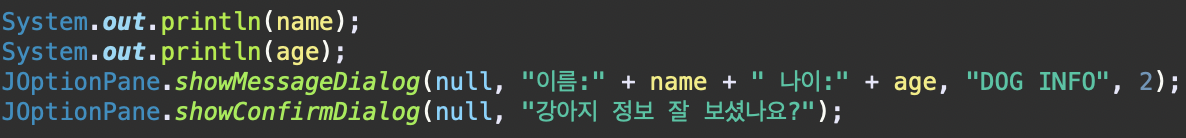 System.out.println(name);
System.out.println(age);
JOptionPane.showMessageDialog(null, "이름:" + name + " 나이:" + age, "DOG INFO", 2);
JOptionPane.showConfirmDialog(null, "강아지 정보 잘 보셨나요?");